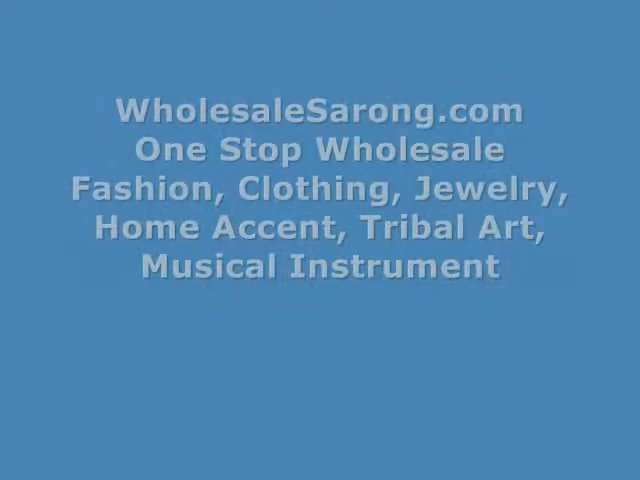 WholesaleSarong.com
One Stop Wholesale
Fashion, Clothing, Jewelry,
Home Accent, Tribal Art,
Musical Instrument